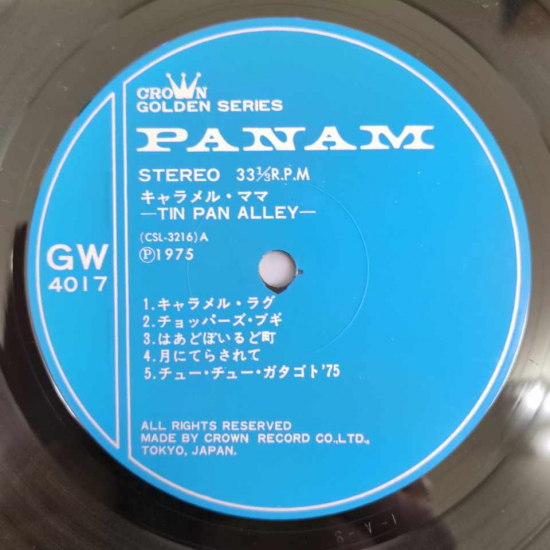 CROWN
GOLDEN SERIES
PANAM
STEREO 33⅓R.P.M
キャラメル・ママ
—TIN PAN ALLEY—
(CSL-3216)A
Ⓟ1975
GW
4017
1.キャラメル・ラグ
2.チョッパーズ・ブギ
3.はあどぼいるど町
4.月にてらされて
5.チュー・チュー・ガタゴト'75
ALL RIGHTS RESERVED
MADE BY CROWN RECORD CO.,LTD.,
TOKYO, JAPAN.